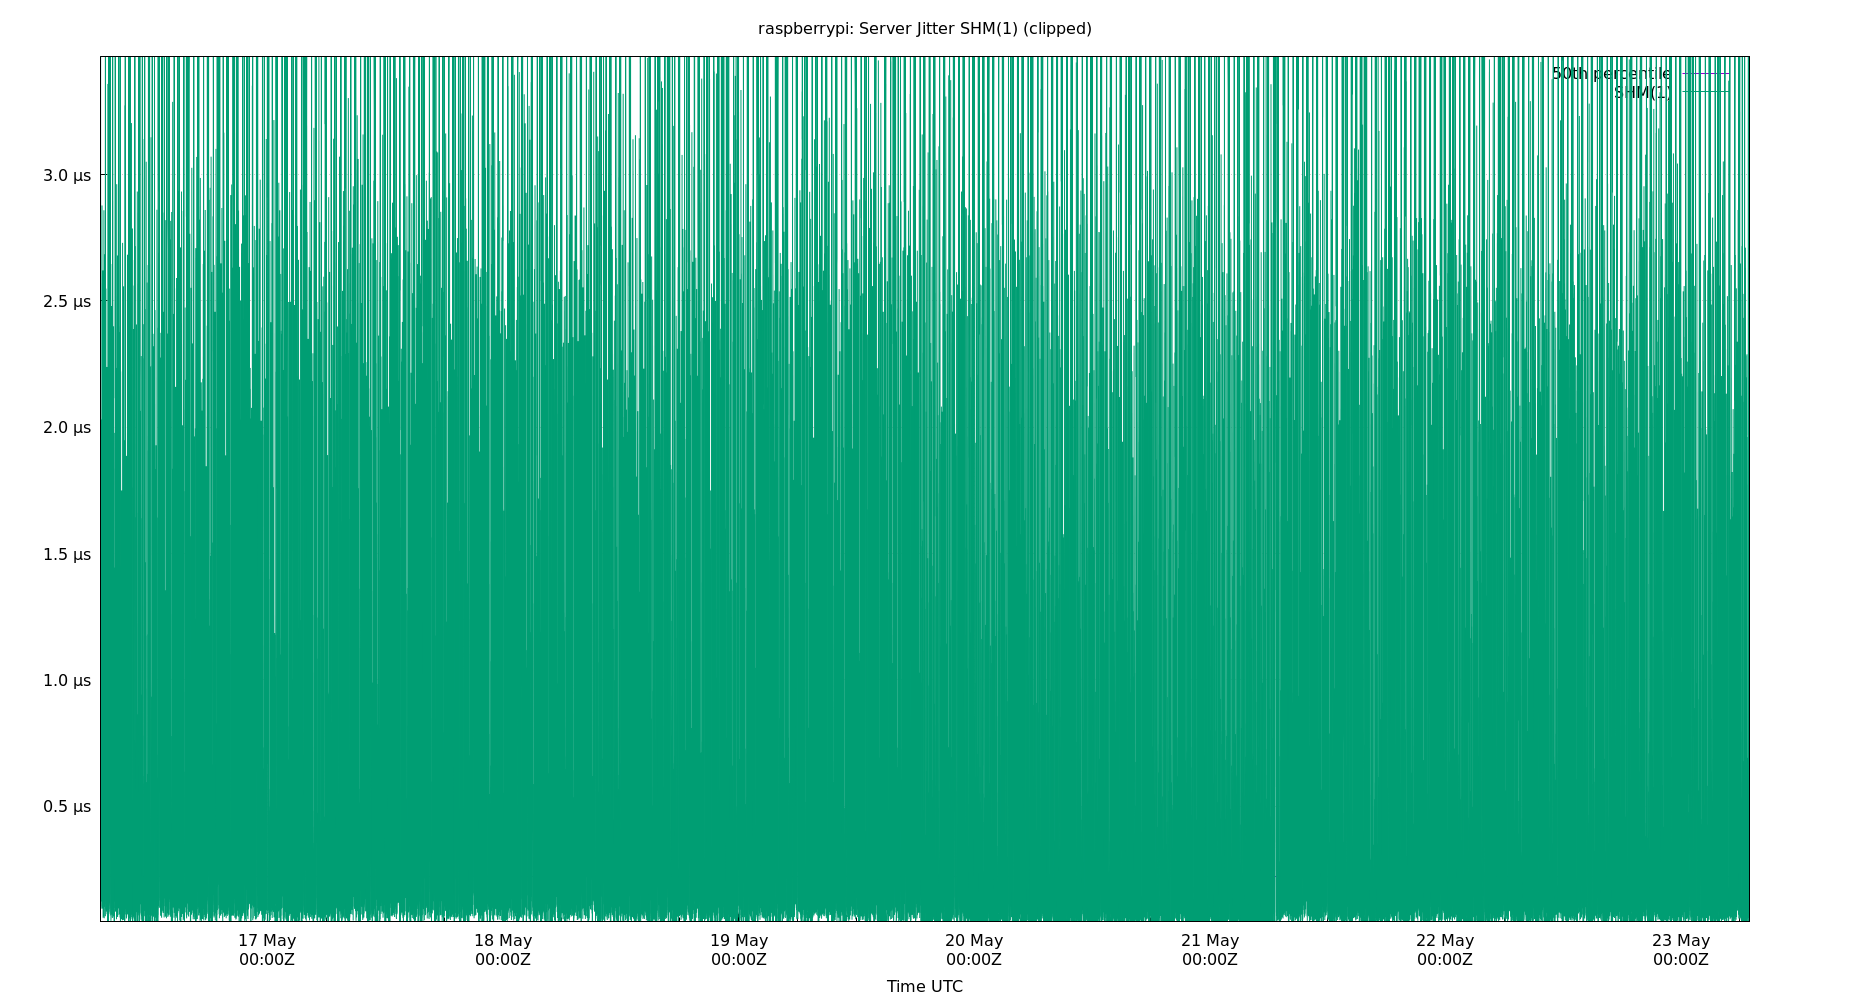 raspberrypi: Server Jitter SHM(1) (clipped)
50th percentile
SHM(1)
3.0 µs
2.5 µs
2.0 µs
1.5 µs
1.0 µs
0.5 µs
17 May 18 May 19 May 20 May 21 May 22 May 23 May
00:00Z 00:00Z 00:00Z 00:00Z 00:00Z 00:00Z 00:00Z
Time UTC